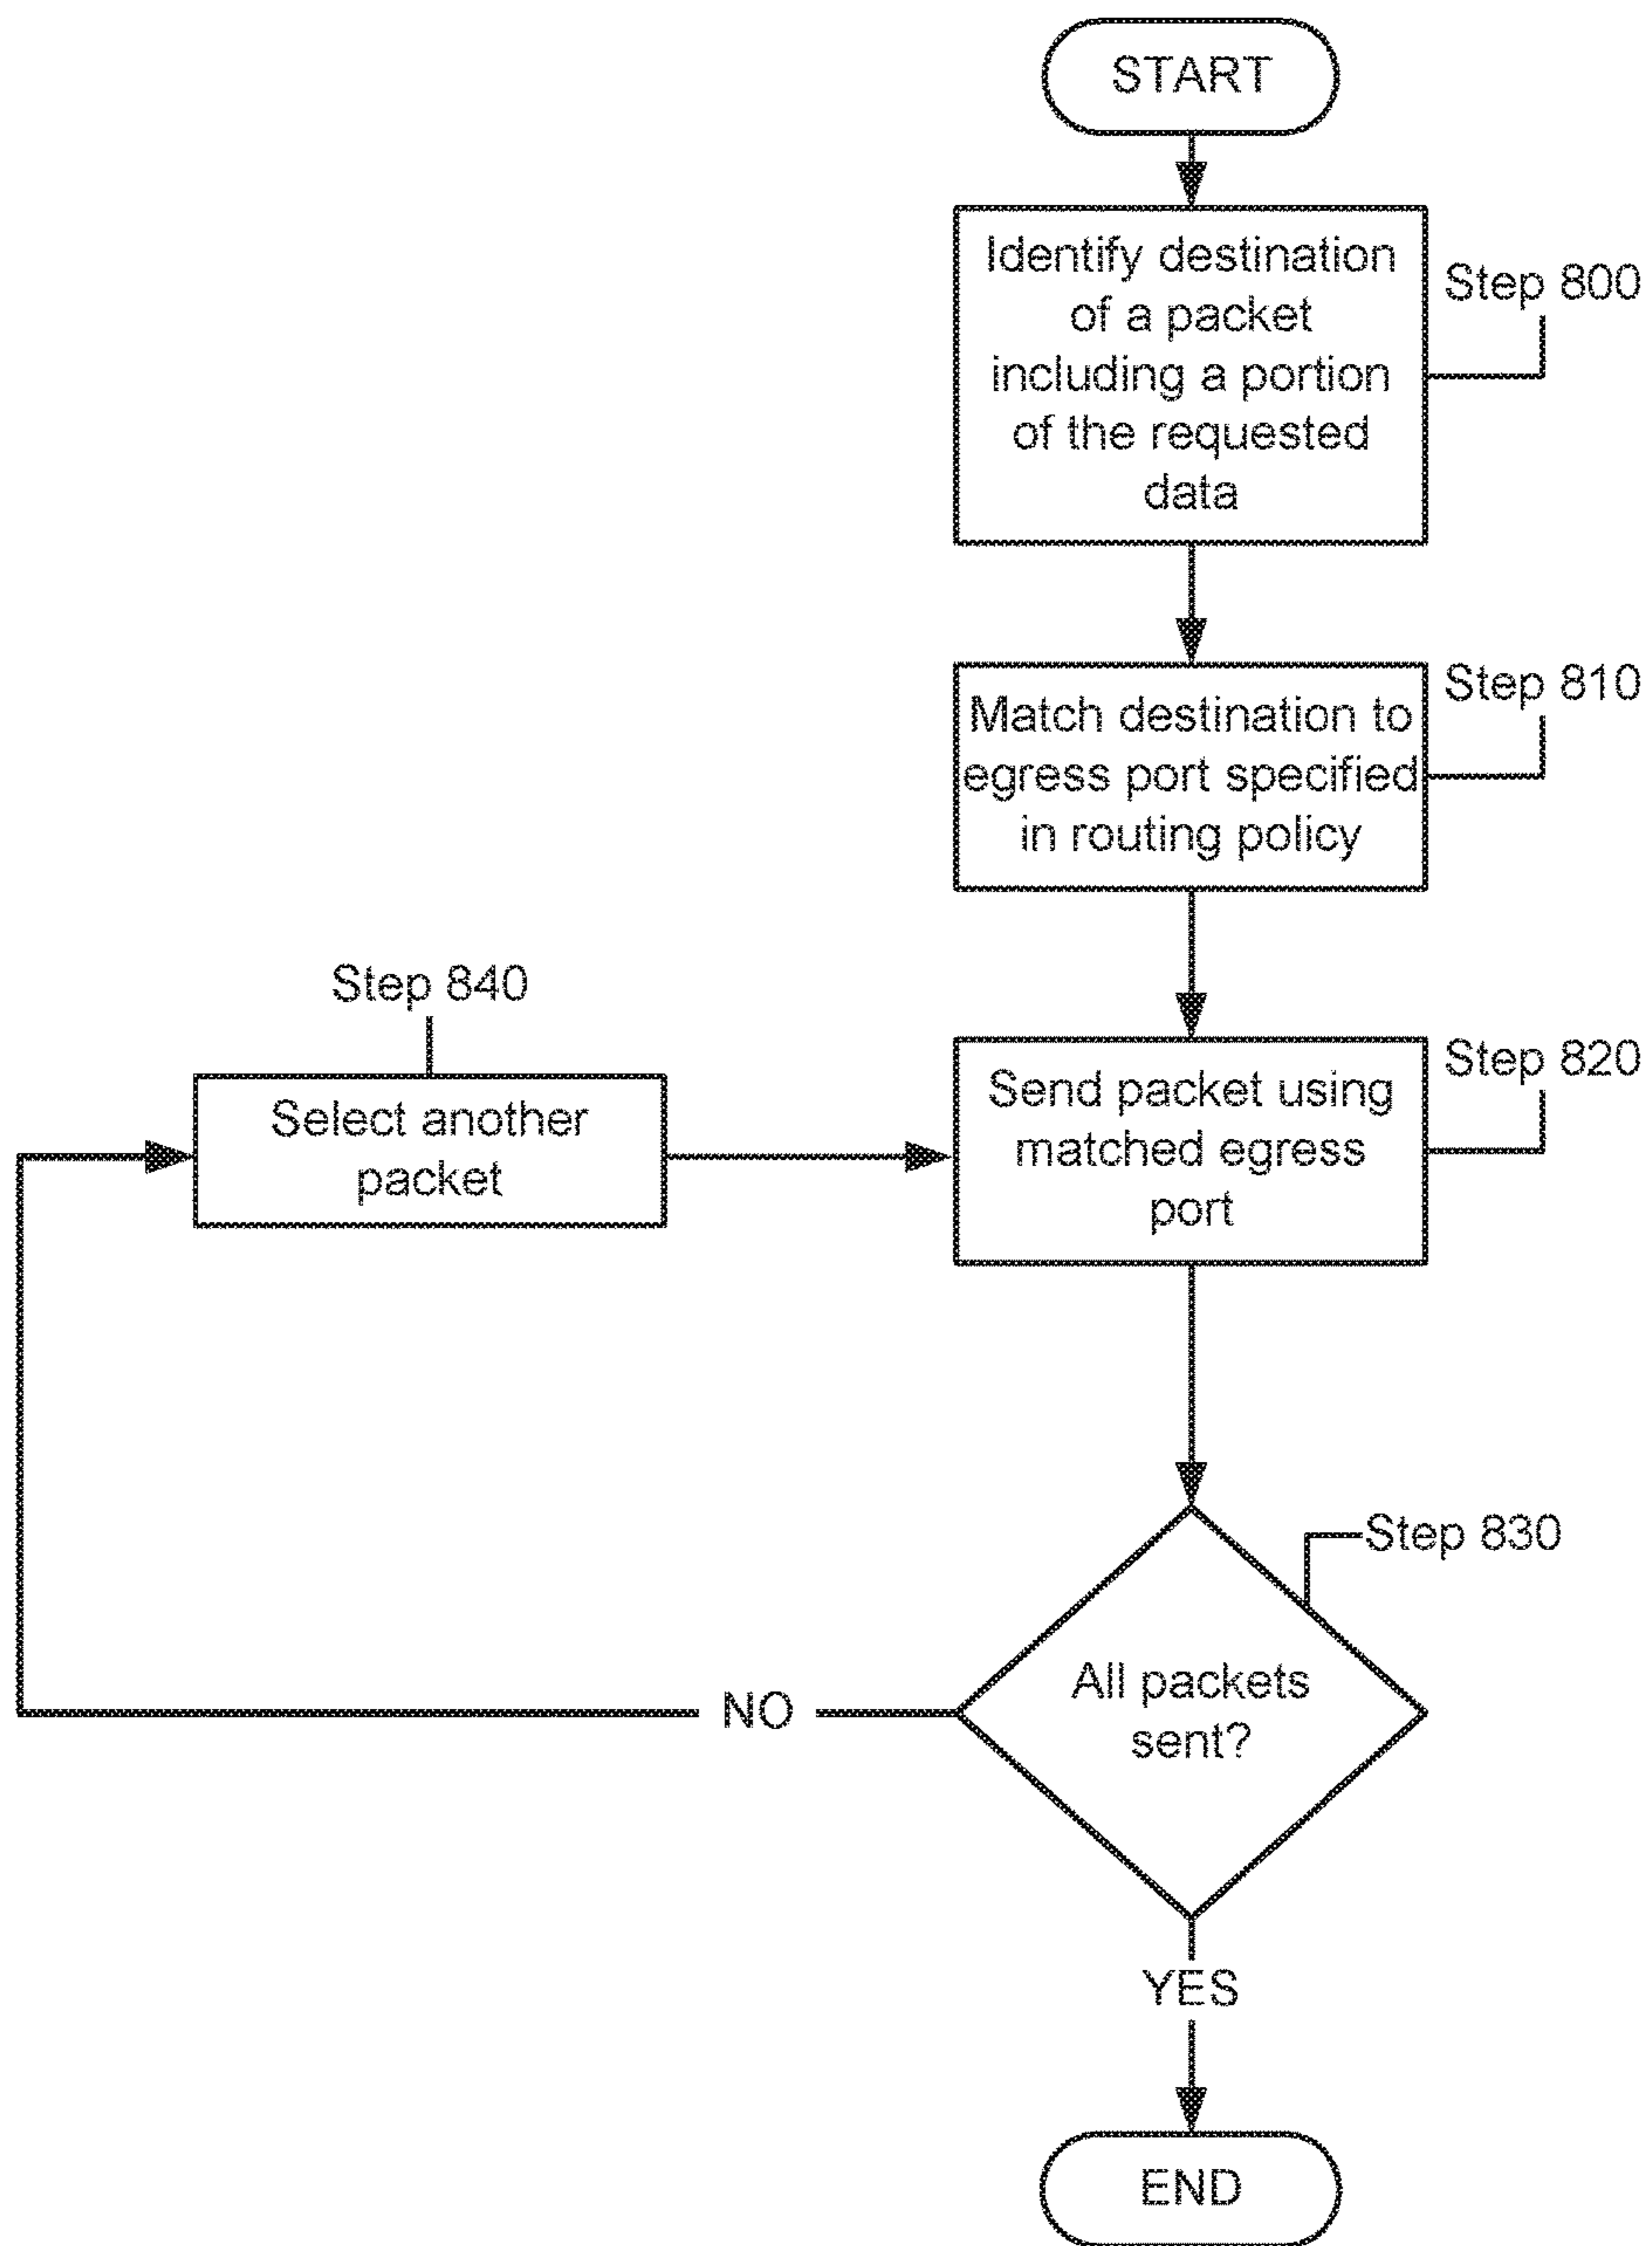 START
Identify destination
of a packet
including a portion
of the requested
data
Step 800
Match destination to
egress port specified
in routing policy
Step 810
Step 840
Select another
packet
Send packet using
matched egress
port
Step 820
Step 830
All packets
sent?
NO
YES
END